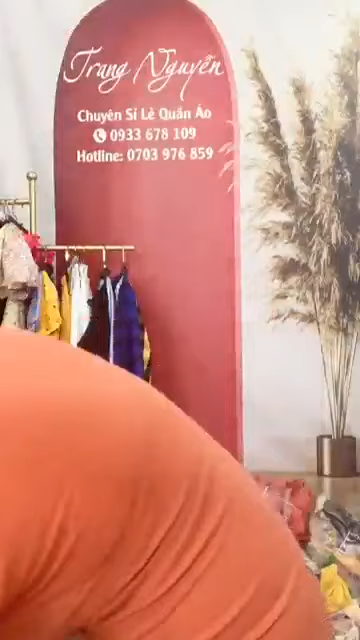 Trang Nguyễn
Chuyên Sỉ Lẻ Quần Áo
0933 678 109
Hotline: 0703 976 859